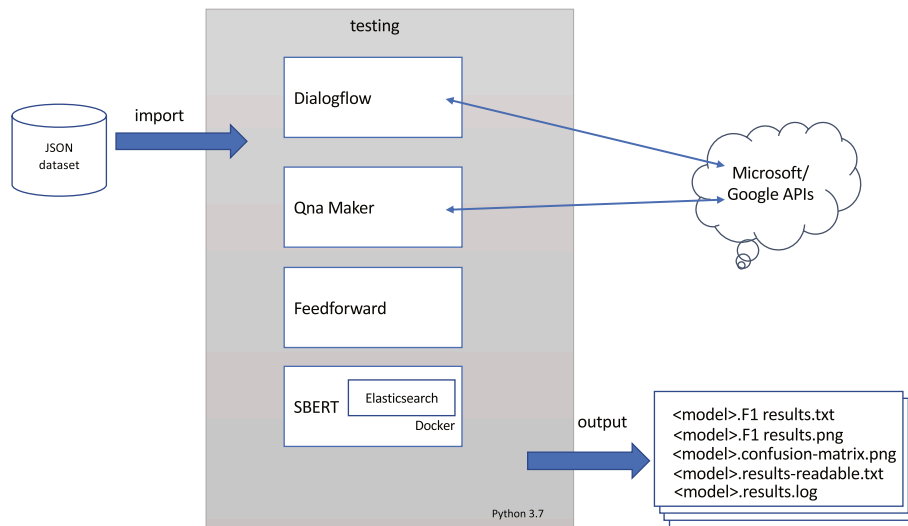 testing
import
JSON
dataset
Dialogflow
Qna Maker
Feedforward
SBERT
Elasticsearch
Docker
Python 3.7
Microsoft/
Google APIs
output
<model>.F1 results.txt
<model>.F1 results.png
<model>.confusion-matrix.png
<model>.results-readable.txt
<model>.results.log